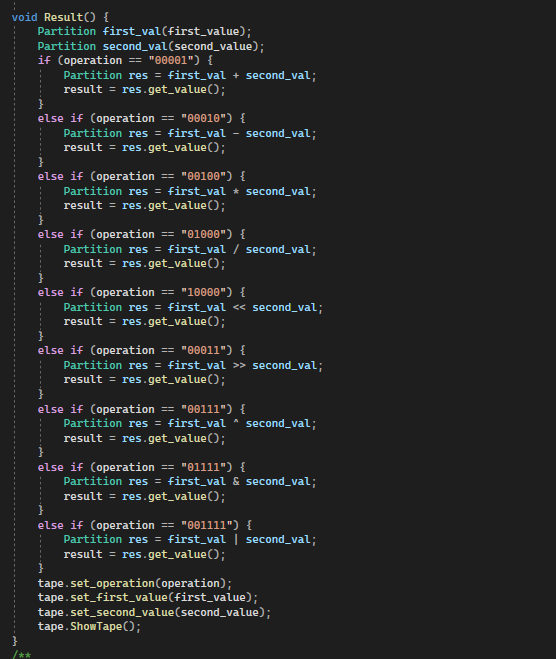 void Result() {
Partition first_val(first_value);
Partition second_val(second_value);
if (operation == "00001") {
Partition res = first_val + second_val;
result = res.get_value();
}
else if (operation == "00010") {
Partition res = first_val - second_val;
result = res.get_value();
}
else if (operation == "00100") {
Partition res = first_val * second_val;
result = res.get_value();
}
else if (operation == "01000") {
Partition res = first_val / second_val;
result = res.get_value();
}
else if (operation == "10000") {
Partition res = first_val << second_val;
result = res.get_value();
}
else if (operation == "00011") {
Partition res = first_val >> second_val;
result = res.get_value();
}
else if (operation == "00111") {
Partition res = first_val ^ second_val;
result = res.get_value();
}
else if (operation == "01111") {
Partition res = first_val & second_val;
result = res.get_value();
}
else if (operation == "001111") {
Partition res = first_val | second_val;
result = res.get_value();
}
tape.set_operation(operation);
tape.set_first_value(first_value);
tape.set_second_value(second_value);
tape.ShowTape();
}
/**